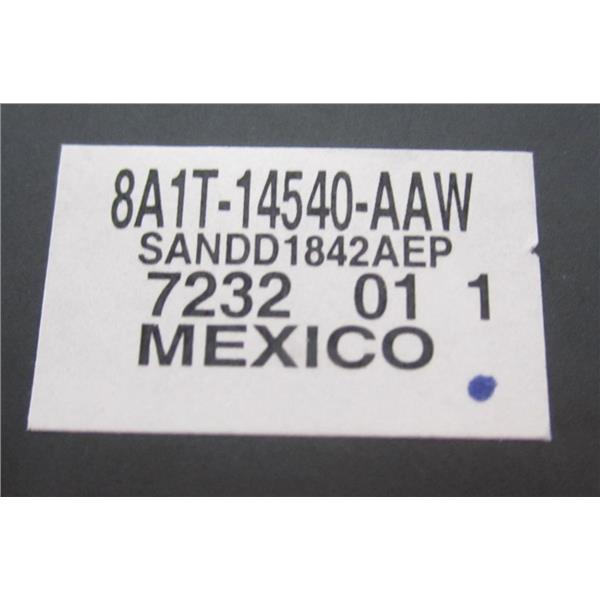 8A1T-14540-AAW
SANDD1842AEP
7232 01 1
MEXICO